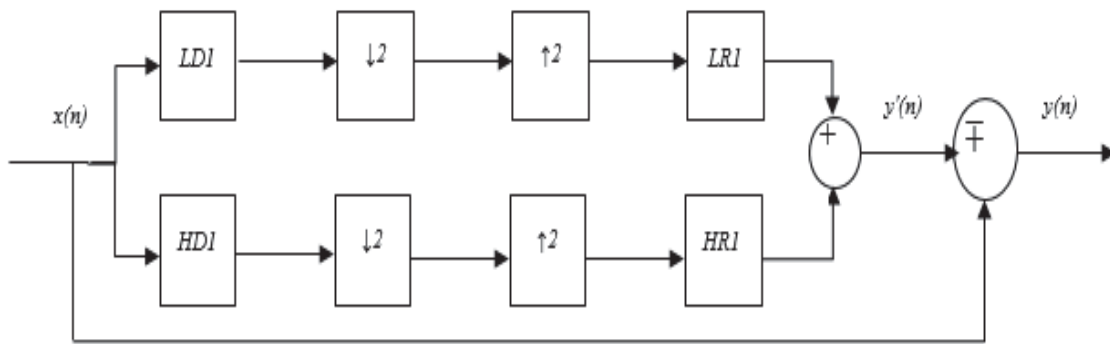 LD1 ↓2 ↑2 LR1
x(n) y'(n) y(n)
+ ∓
HD1 ↓2 ↑2 HR1